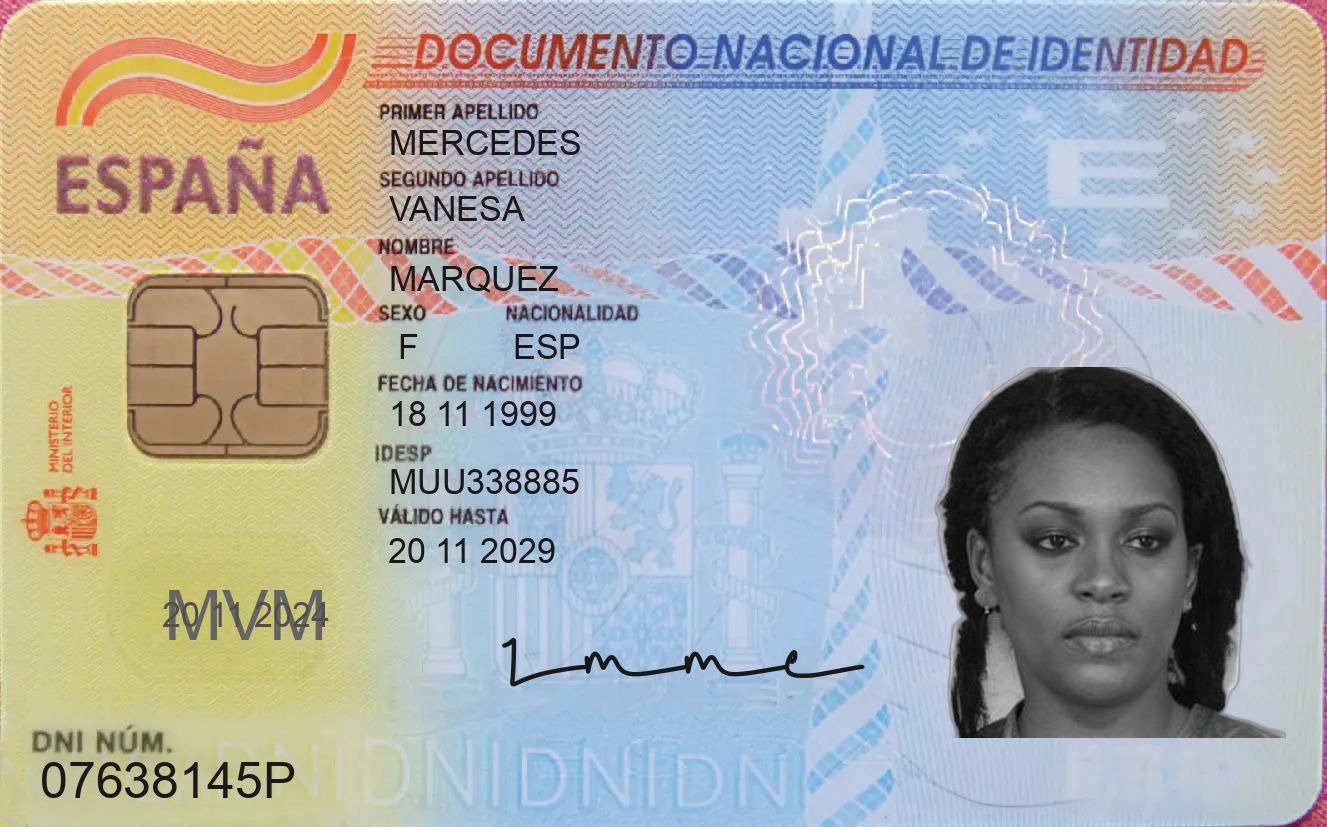 DOCUMENTO NACIONAL DE IDENTIDAD
ESPAÑA
PRIMER APELLIDO
MERCEDES
SEGUNDO APELLIDO
VANESA
NOMBRE
MARQUEZ
SEXO NACIONALIDAD
F ESP
FECHA DE NACIMIENTO
18 11 1999
IDESP
MUU338885
VÁLIDO HASTA
20 11 2029
MINISTERIO
DEL INTERIOR
E
MVM
20 11 2024
DNI NÚM.
07638145P
DNIDNIDNIDNI